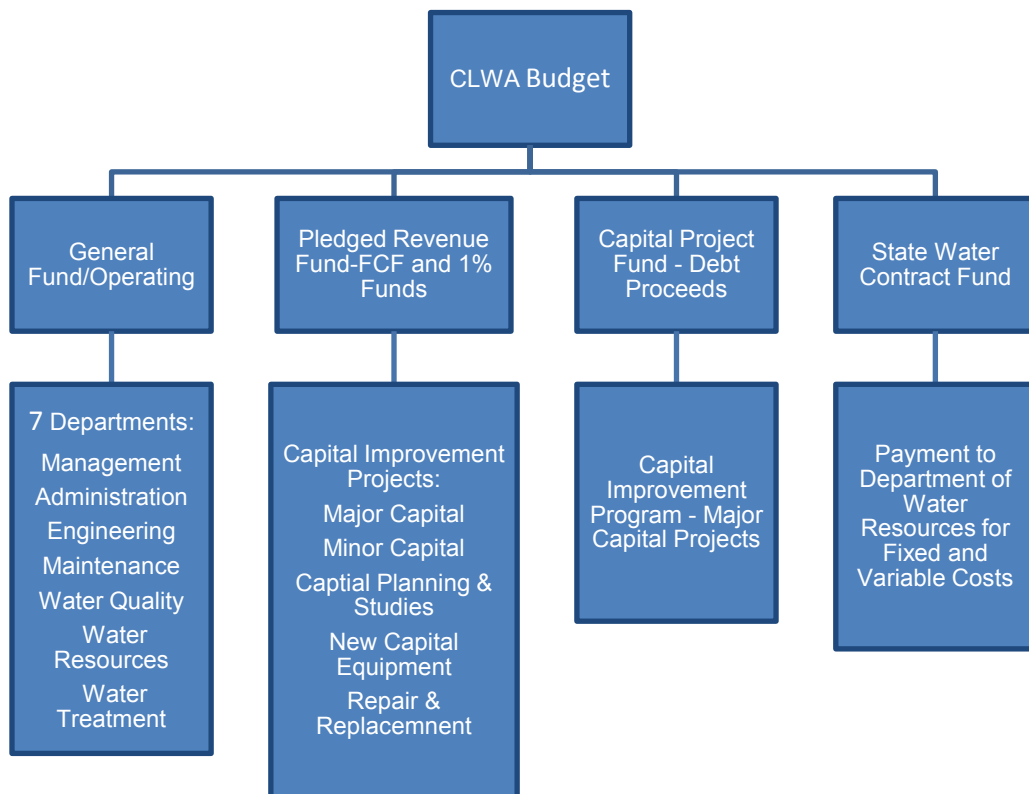 CLWA Budget
General
Fund/Operating
Pledged Revenue
Fund-FCF and 1%
Funds
Capital Project
Fund - Debt
Proceeds
State Water
Contract Fund
7 Departments:
Management
Administration
Engineering
Maintenance
Water Quality
Water
Resources
Water
Treatment
Capital Improvement
Projects:
Major Capital
Minor Capital
Captial Planning &
Studies
New Capital
Equipment
Repair &
Replacemnent
Capital
Improvement
Program - Major
Capital Projects
Payment to
Department of
Water
Resources for
Fixed and
Variable Costs